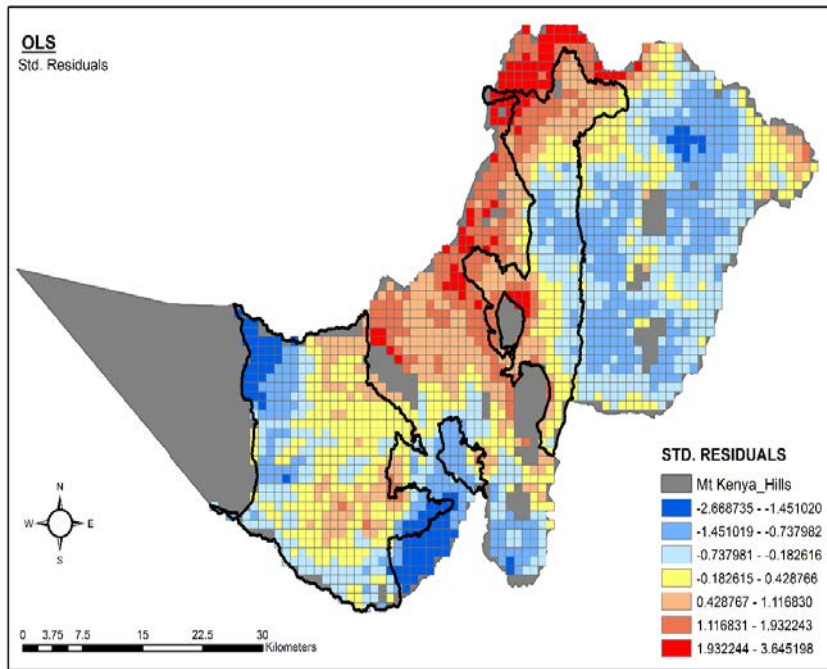 OLS
Std. Residuals
N
W E
S
0 3.75 7.5 15 22.5 30
Kilometers
STD. RESIDUALS
Mt Kenya_Hills
-2.668735 - -1.451020
-1.451019 - -0.737982
-0.737981 - -0.182616
-0.182615 - 0.428766
0.428767 - 1.116830
1.116831 - 1.932243
1.932244 - 3.645198